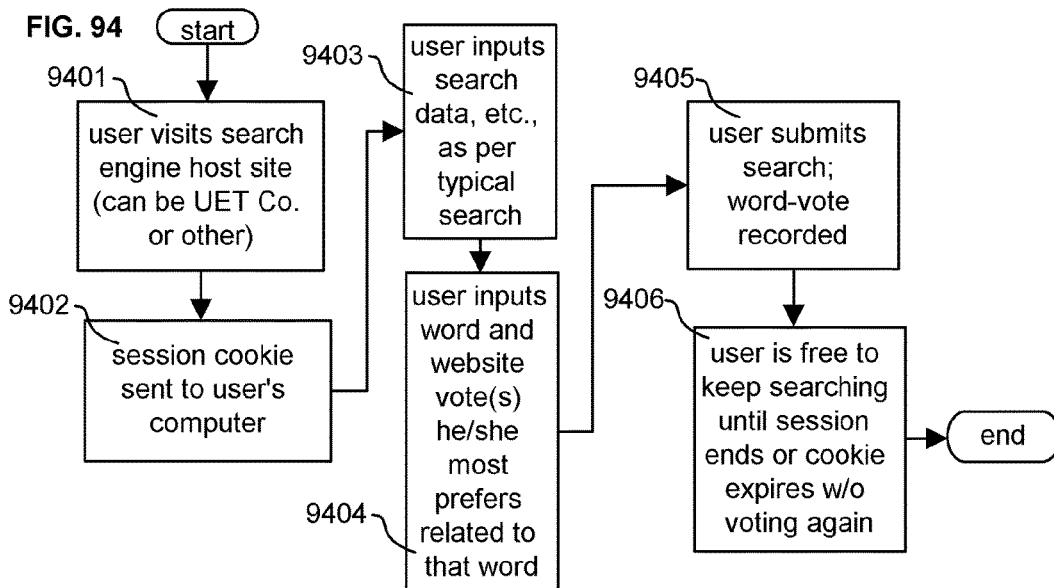 FIG. 94
start
9401
user visits search
engine host site
(can be UET Co.
or other)
9402
session cookie
sent to user's
computer
9403
user inputs
search
data, etc.,
as per
typical
search
user inputs
word and
website
vote(s)
he/she
most
prefers
related to
that word
9404
9405
user submits
search;
word-vote
recorded
9406
user is free to
keep searching
until session
ends or cookie
expires w/o
voting again
end